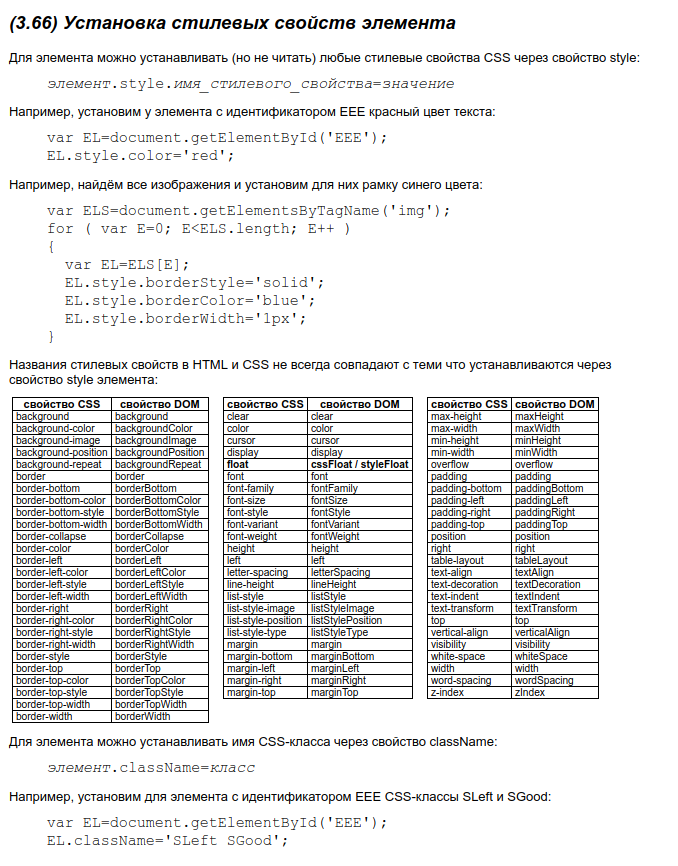 (3.66) Установка стилевых свойств элемента
Для элемента можно устанавливать (но не читать) любые стилевые свойства CSS через свойство style:
элемент.style.имя_стилевого_свойства=значение
Например, установим у элемента с идентификатором EEE красный цвет текста:
var EL=document.getElementById('EEE');
EL.style.color='red';
Например, найдём все изображения и установим для них рамку синего цвета:
var ELS=document.getElementsByTagName('img');
for ( var E=0; E<ELS.length; E++ )
{
var EL=ELS[E];
EL.style.borderStyle='solid';
EL.style.borderColor='blue';
EL.style.borderWidth='1px';
}
Названия стилевых свойств в HTML и CSS не всегда совпадают с теми что устанавливаются через
свойство style элемента:
свойство CSS свойство DOM
background background
background-color backgroundColor
background-image backgroundImage
background-position backgroundPosition
background-repeat backgroundRepeat
border border
border-bottom borderBottom
border-bottom-color borderBottomColor
border-bottom-style borderBottomStyle
border-bottom-width borderBottomWidth
border-collapse borderCollapse
border-color borderColor
border-left borderLeft
border-left-color borderLeftColor
border-left-style borderLeftStyle
border-left-width borderLeftWidth
border-right borderRight
border-right-color borderRightColor
border-right-style borderRightStyle
border-right-width borderRightWidth
border-style borderStyle
border-top borderTop
border-top-color borderTopColor
border-top-style borderTopStyle
border-top-width borderTopWidth
border-width borderWidth
свойство CSS свойство DOM
clear clear
color color
cursor cursor
display display
float cssFloat / styleFloat
font font
font-family fontFamily
font-size fontSize
font-style fontStyle
font-variant fontVariant
font-weight fontWeight
height height
left left
letter-spacing letterSpacing
line-height lineHeight
list-style listStyle
list-style-image listStyleImage
list-style-position listStylePosition
list-style-type listStyleType
margin margin
margin-bottom marginBottom
margin-left marginLeft
margin-right marginRight
margin-top marginTop
свойство CSS свойство DOM
max-height maxHeight
max-width maxWidth
min-height minHeight
min-width minWidth
overflow overflow
padding padding
padding-bottom paddingBottom
padding-left paddingLeft
padding-right paddingRight
padding-top paddingTop
position position
right right
table-layout tableLayout
text-align textAlign
text-decoration textDecoration
text-indent textIndent
text-transform textTransform
top top
vertical-align verticalAlign
visibility visibility
white-space whiteSpace
width width
word-spacing wordSpacing
z-index zIndex
Для элемента можно устанавливать имя CSS-класса через свойство className:
элемент.className=класс
Например, установим для элемента с идентификатором EEE CSS-классы SLeft и SGood:
var EL=document.getElementById('EEE');
EL.className='SLeft SGood';